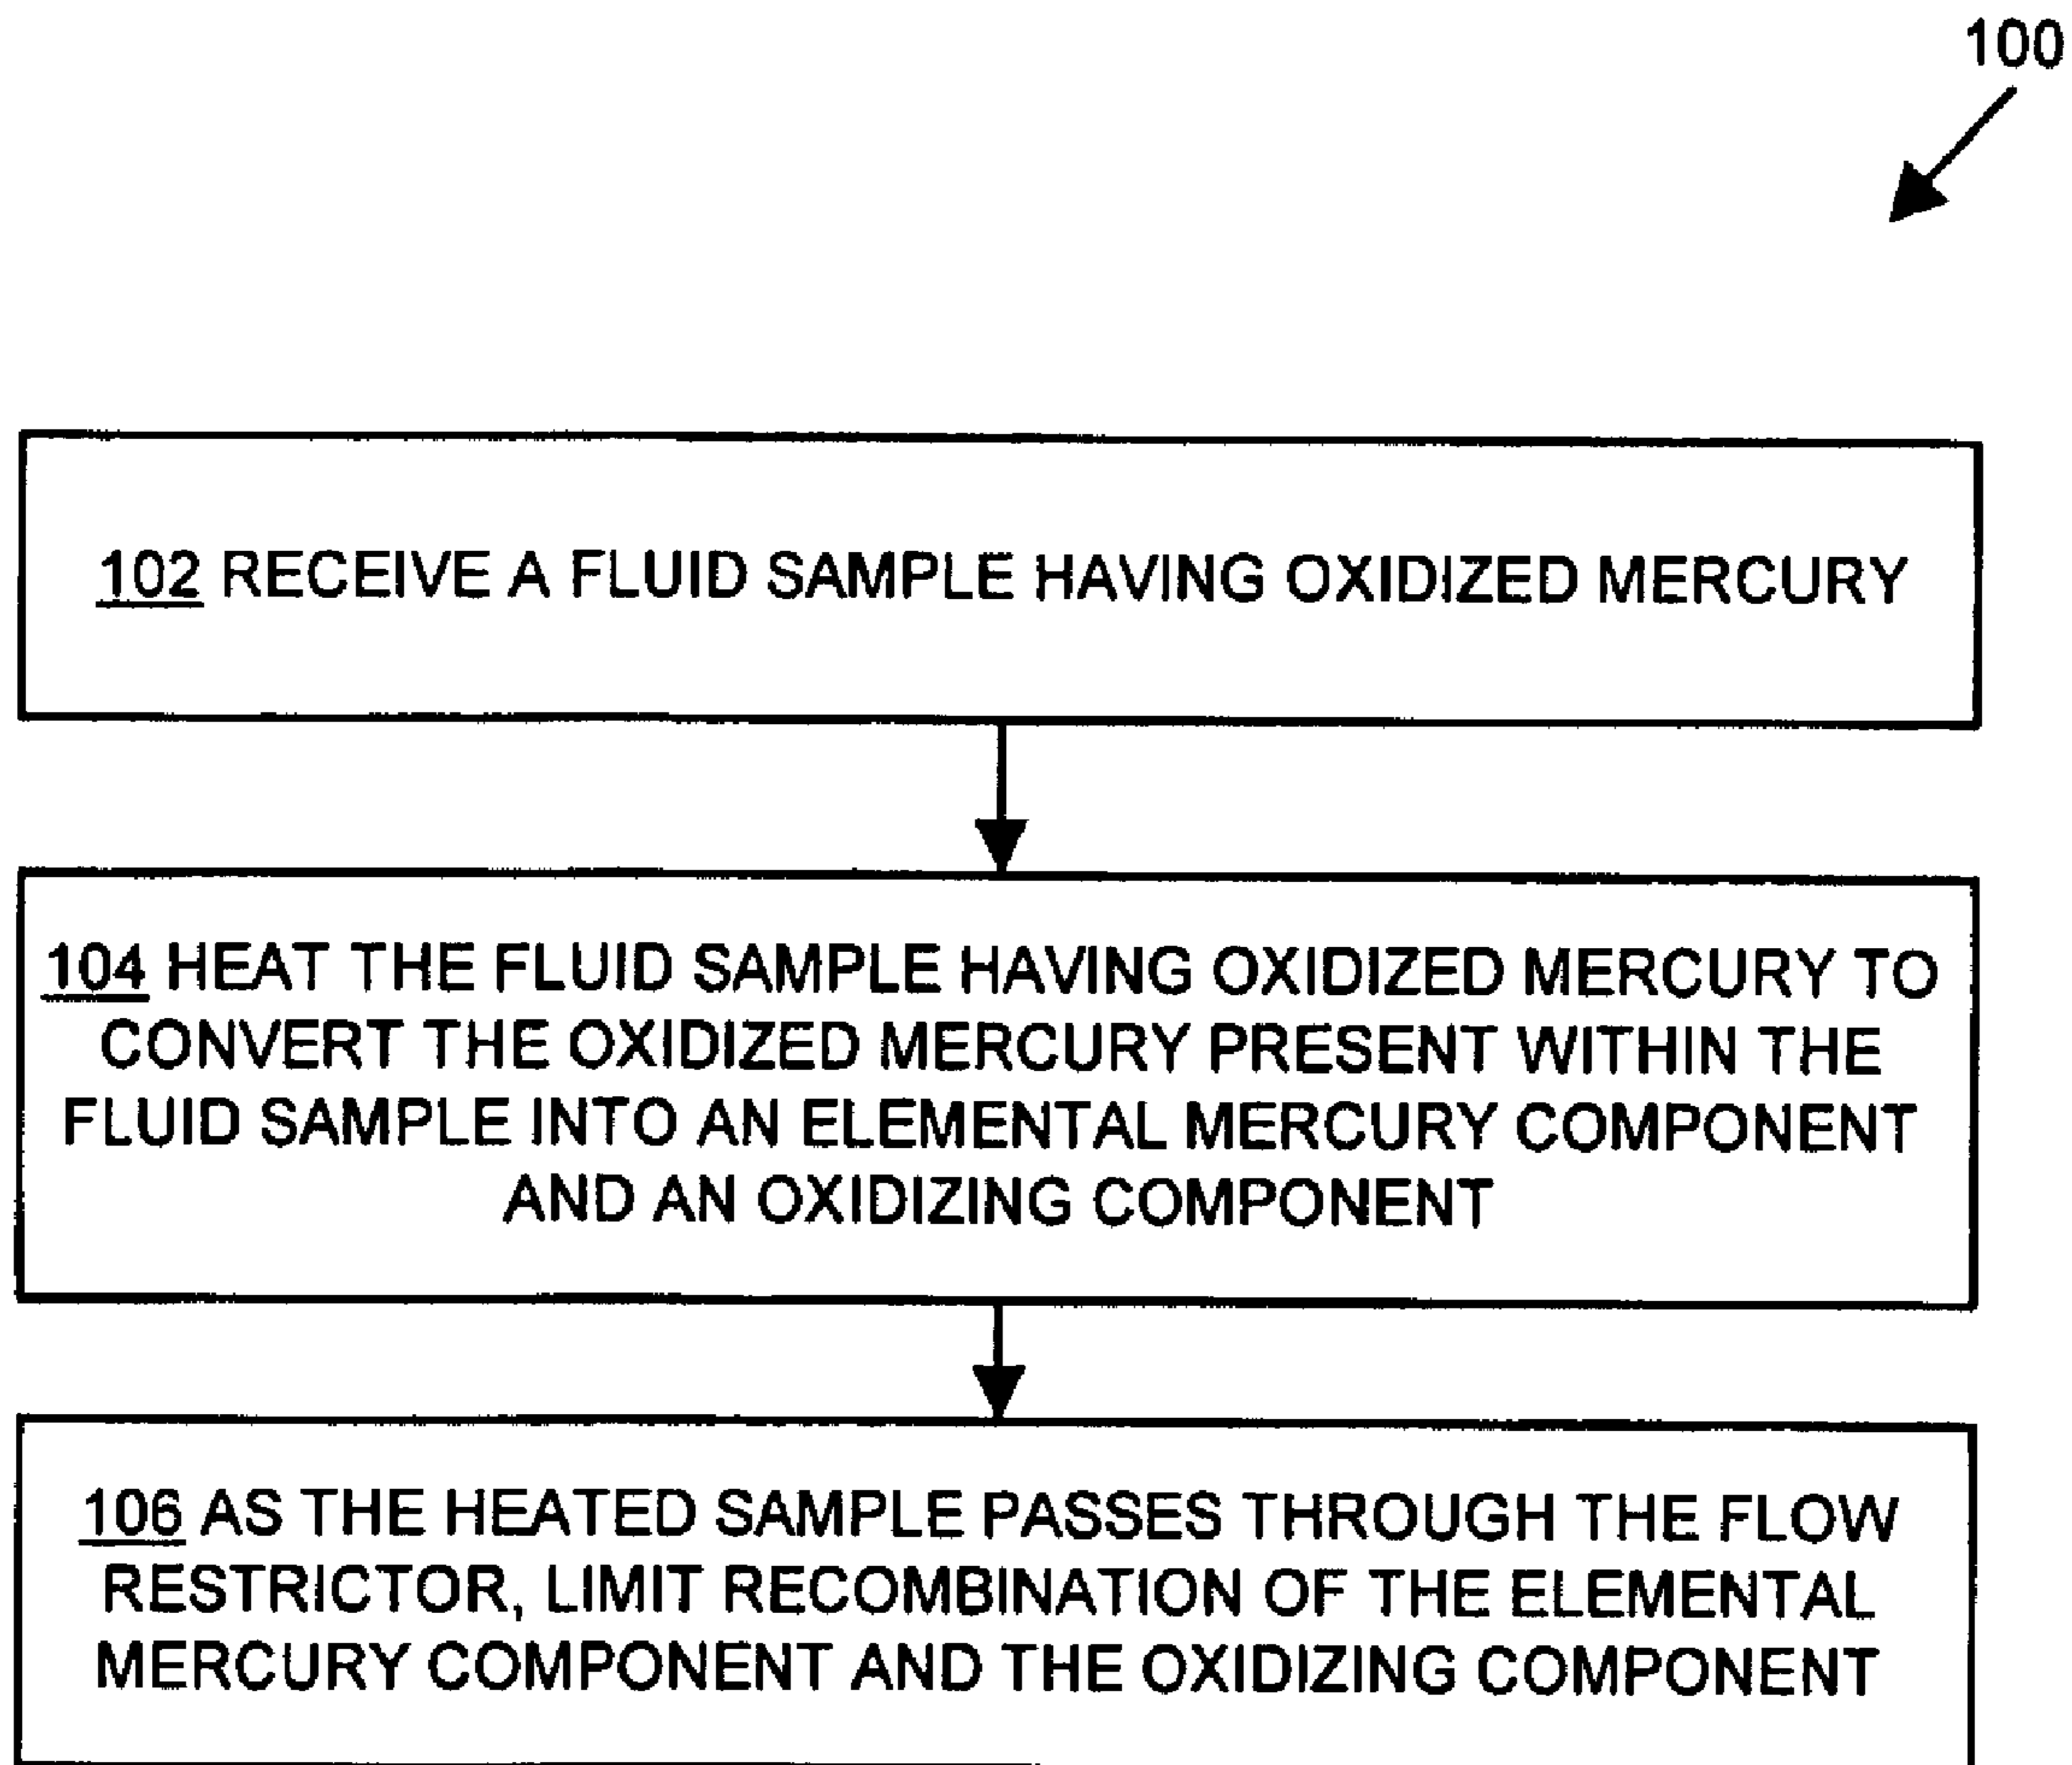 100
102 RECEIVE A FLUID SAMPLE HAVING OXIDIZED MERCURY
104 HEAT THE FLUID SAMPLE HAVING OXIDIZED MERCURY TO
CONVERT THE OXIDIZED MERCURY PRESENT WITHIN THE
FLUID SAMPLE INTO AN ELEMENTAL MERCURY COMPONENT
AND AN OXIDIZING COMPONENT
106 AS THE HEATED SAMPLE PASSES THROUGH THE FLOW
RESTRICTOR, LIMIT RECOMBINATION OF THE ELEMENTAL
MERCURY COMPONENT AND THE OXIDIZING COMPONENT